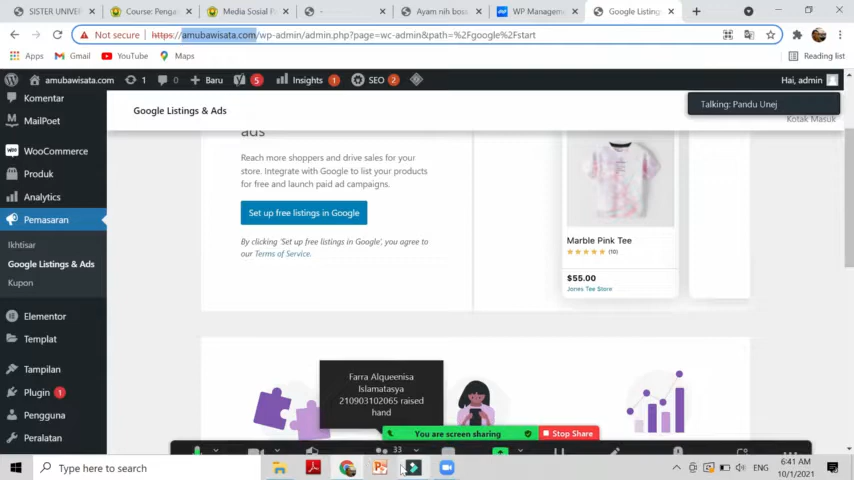 SISTER UNIVER
Course: Pengan
Media Sosial P
Ayam nih bosa
WP Managem
Google Listing
Not secure https://amubawisata.com/wp-admin/admin.php?page=wc-admin&path=%2Fgoogle%2Fstart
Apps Gmail YouTube Maps Reading list
amubawisata.com 1 0 Baru 5 Insights 1 SEO 2 Hai, admin
Komentar
MailPoet
WooCommerce
Produk
Analytics
Pemasaran
Ikhtisar
Google Listings & Ads
Kupon
Elementor
Templat
Tampilan
Plugin 1
Pengguna
Peralatan
Google Listings & Ads
Talking: Pandu Unej
Kotak Masuk
ads
Reach more shoppers and drive sales for your
store. Integrate with Google to list your products
for free and launch paid ad campaigns.
Set up free listings in Google
By clicking 'Set up free listings in Google', you agree to
our Terms of Service.
Marble Pink Tee
(10)
$55.00
Jones Tee Store
Farra Alqueenisa
Islamatasya
210903102065 raised
hand
You are screen sharing
Stop Share
33
Type here to search
ENG
6:41 AM
10/1/2021